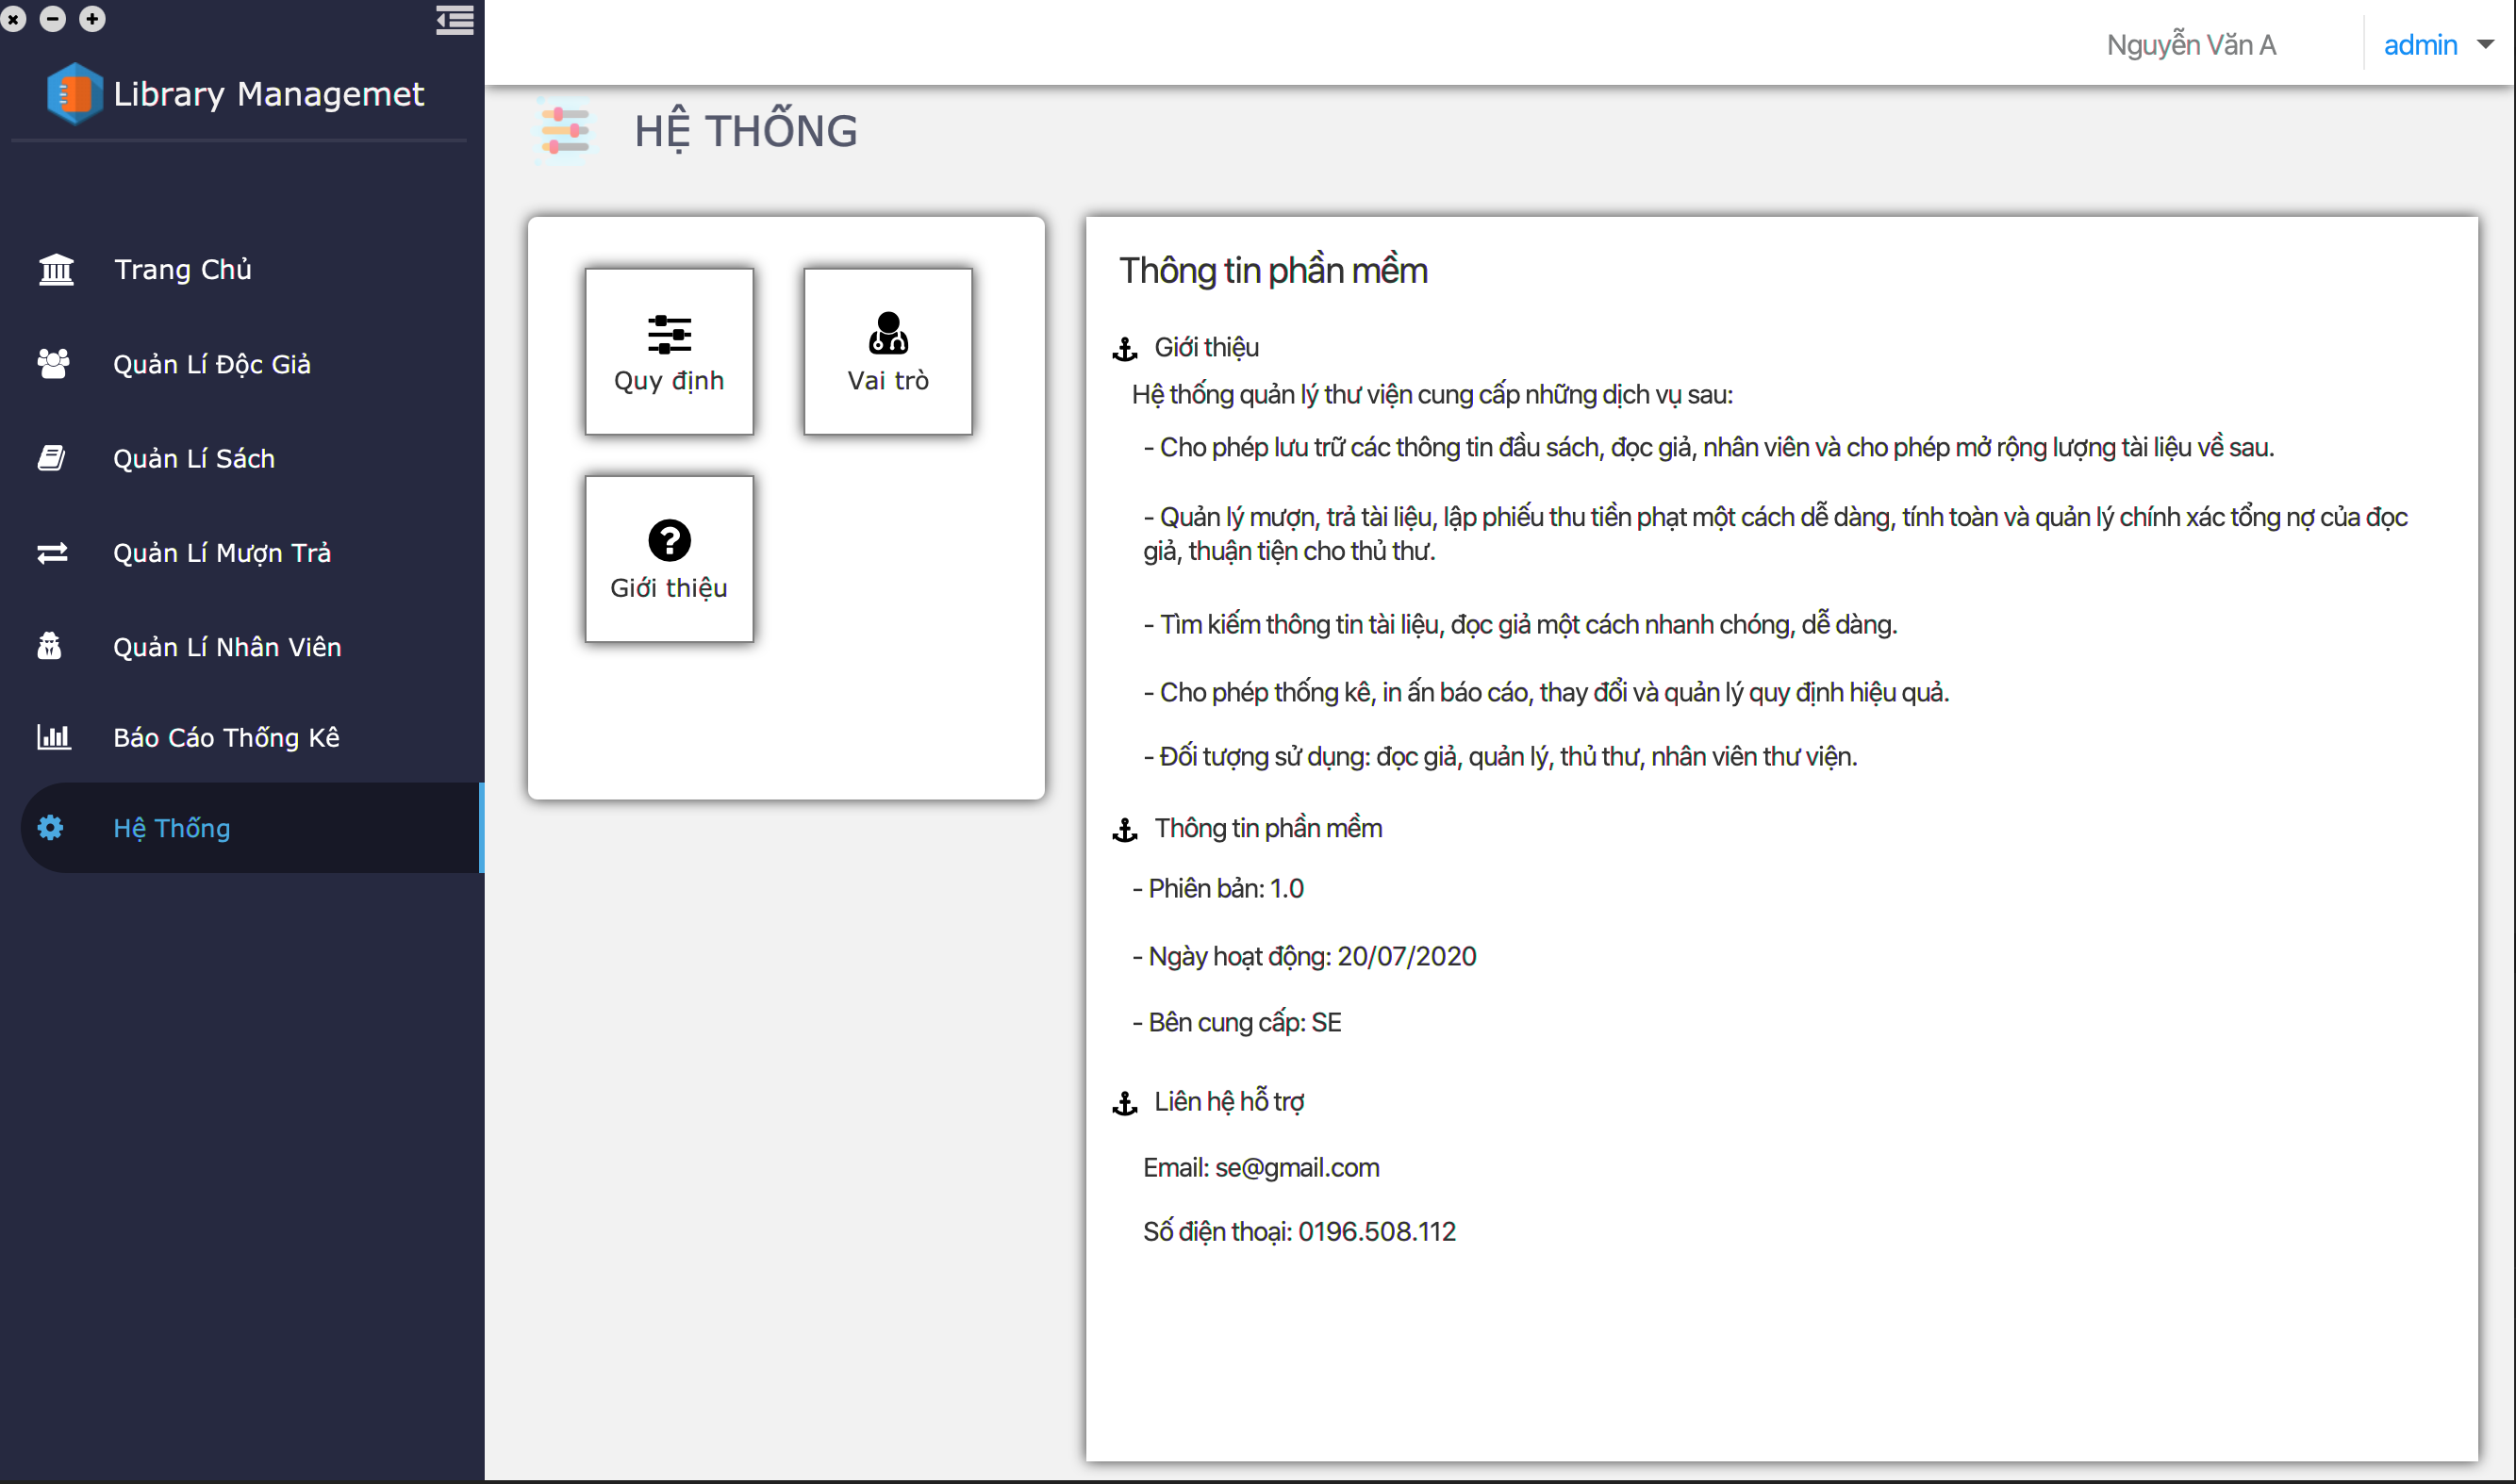 Library Managemet
Trang Chủ
Quản Lí Độc Giả
Quản Lí Sách
Quản Lí Mượn Trả
Quản Lí Nhân Viên
Báo Cáo Thống Kê
Hệ Thống
Nguyễn Văn A
admin
HỆ THỐNG
Quy định
Vai trò
Giới thiệu
Thông tin phần mềm
Giới thiệu
Hệ thống quản lý thư viện cung cấp những dịch vụ sau:
- Cho phép lưu trữ các thông tin đầu sách, đọc giả, nhân viên và cho phép mở rộng lượng tài liệu về sau.
- Quản lý mượn, trả tài liệu, lập phiếu thu tiền phạt một cách dễ dàng, tính toàn và quản lý chính xác tổng nợ của đọc
giả, thuận tiện cho thủ thư.
- Tìm kiếm thông tin tài liệu, đọc giả một cách nhanh chóng, dễ dàng.
- Cho phép thống kê, in ấn báo cáo, thay đổi và quản lý quy định hiệu quả.
- Đối tượng sử dụng: đọc giả, quản lý, thủ thư, nhân viên thư viện.
Thông tin phần mềm
- Phiên bản: 1.0
- Ngày hoạt động: 20/07/2020
- Bên cung cấp: SE
Liên hệ hỗ trợ
Email: se@gmail.com
Số điện thoại: 0196.508.112